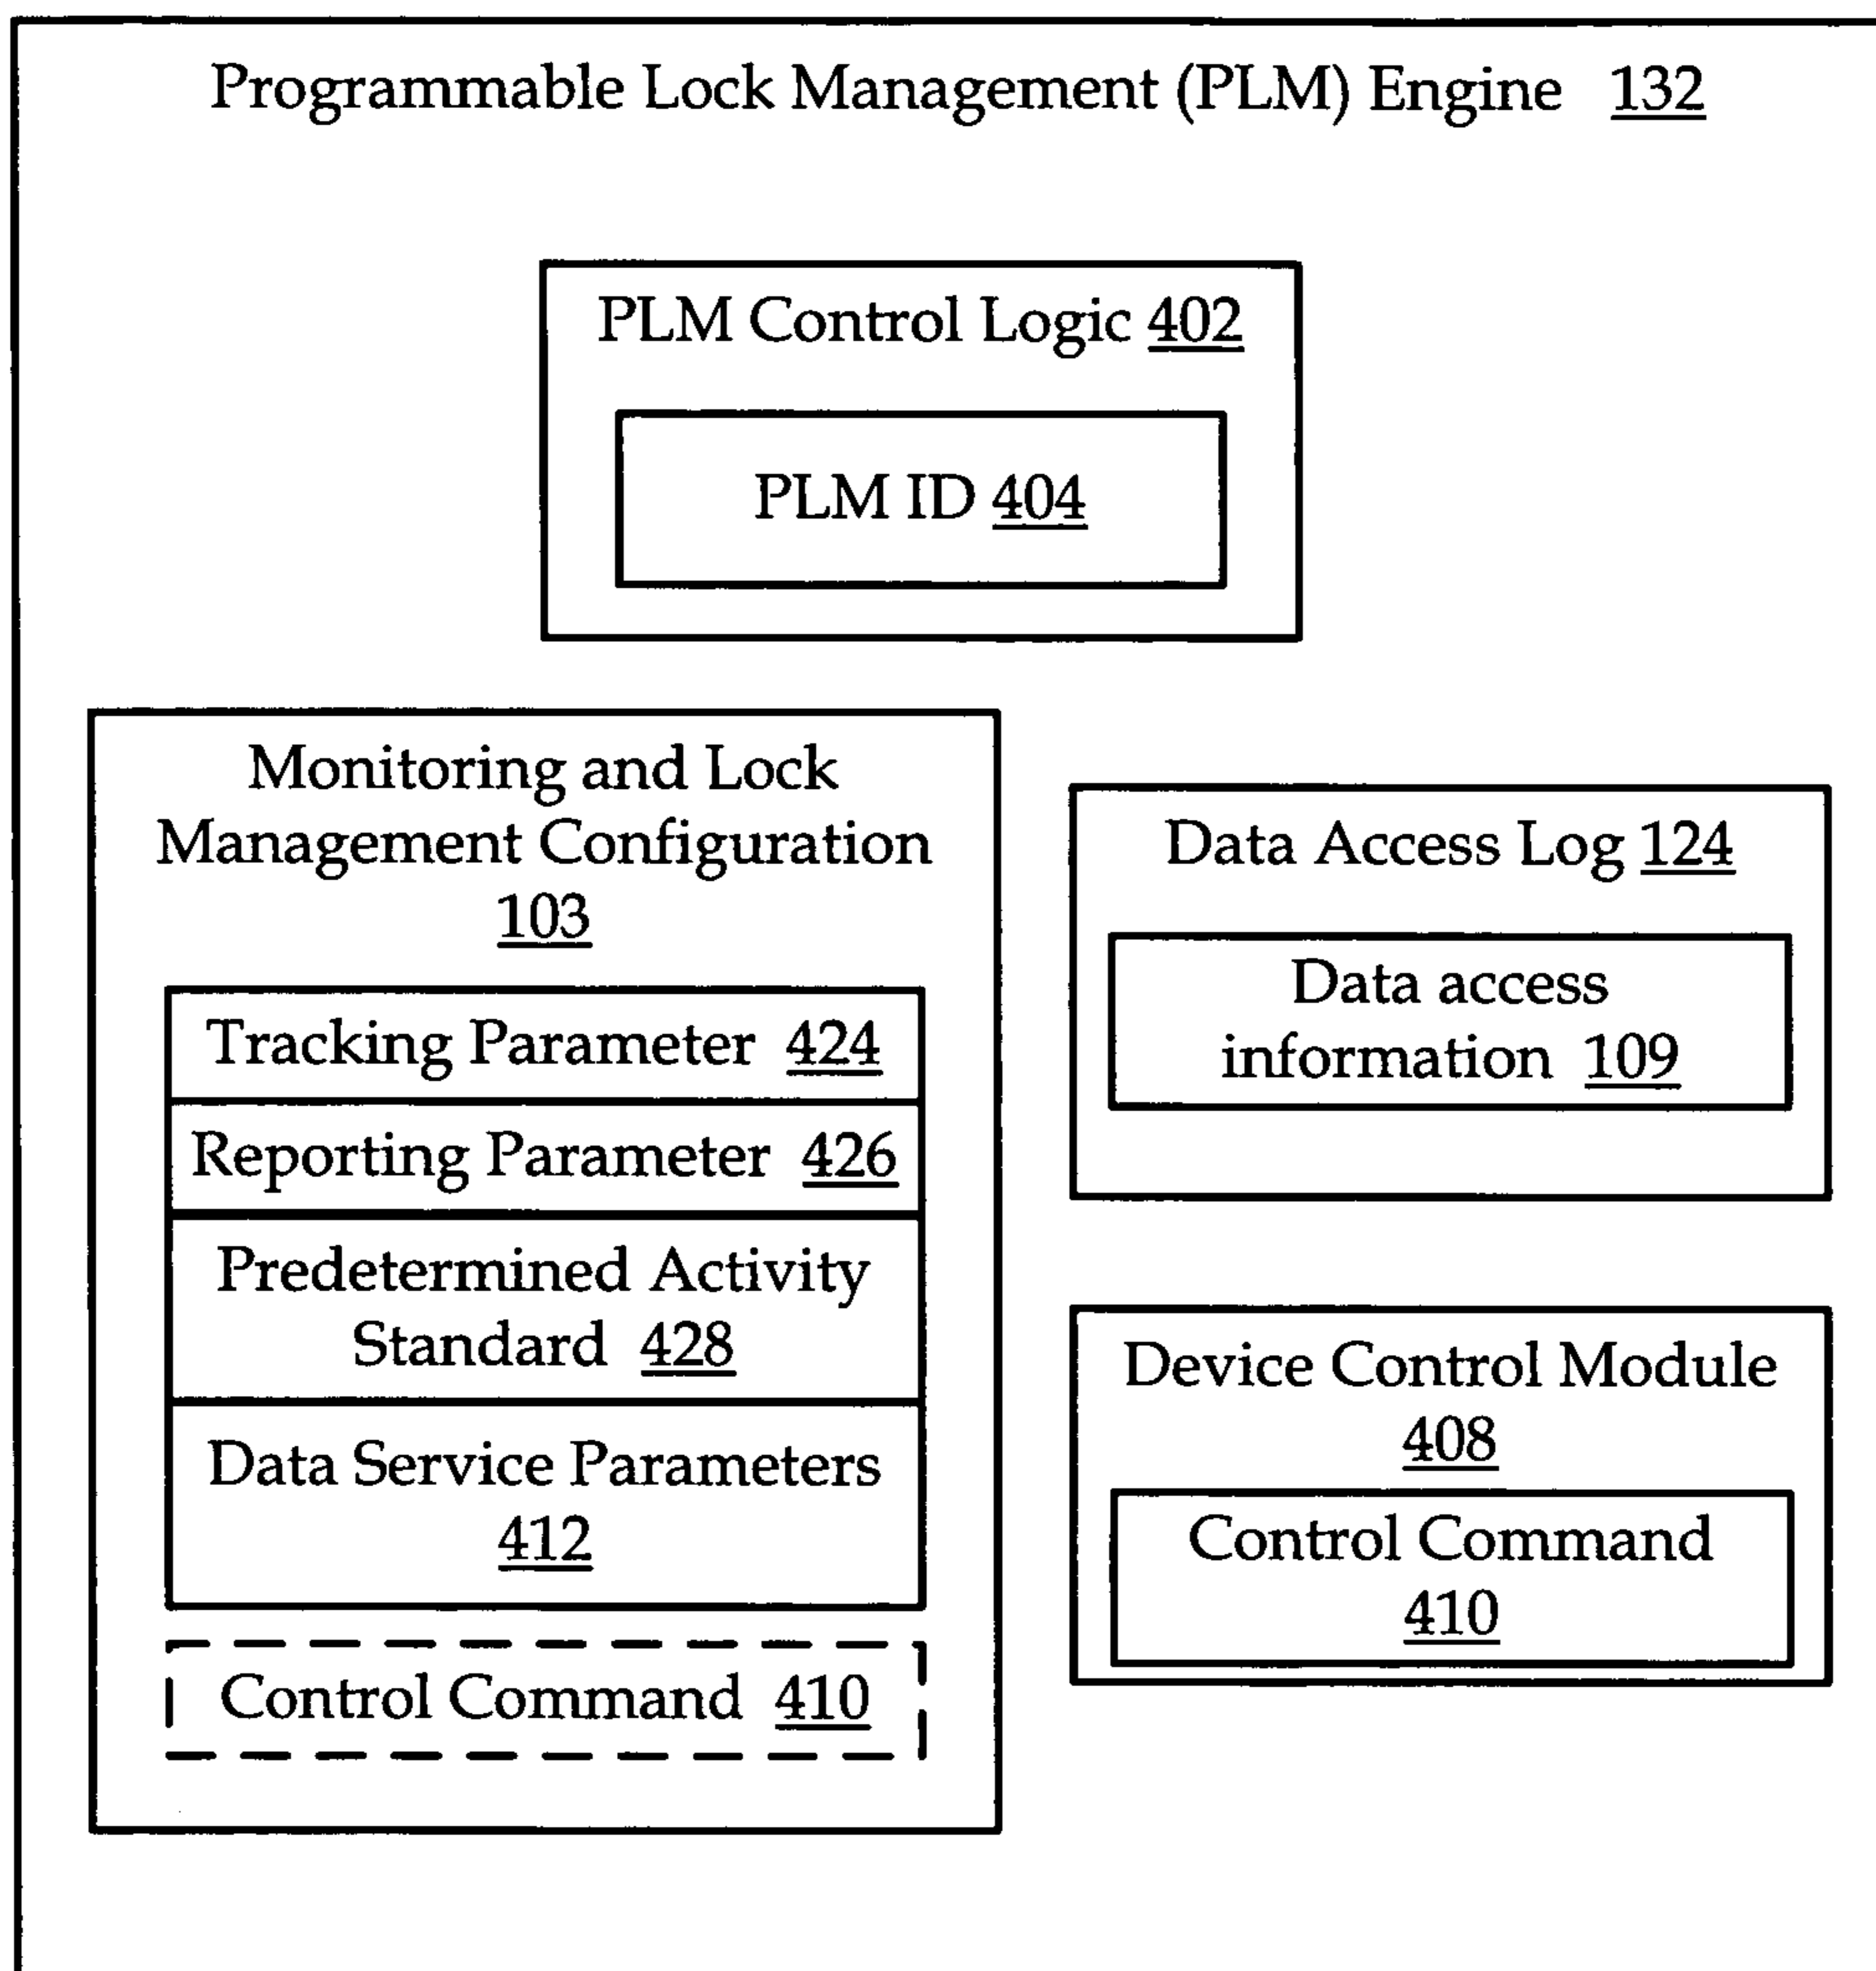 Programmable Lock Management (PLM) Engine 132
PLM Control Logic 402
PLM ID 404
Monitoring and Lock
Management Configuration
103
Tracking Parameter 424
Reporting Parameter 426
Predetermined Activity
Standard 428
Data Service Parameters
412
Control Command 410
Data Access Log 124
Data access
information 109
Device Control Module
408
Control Command
410